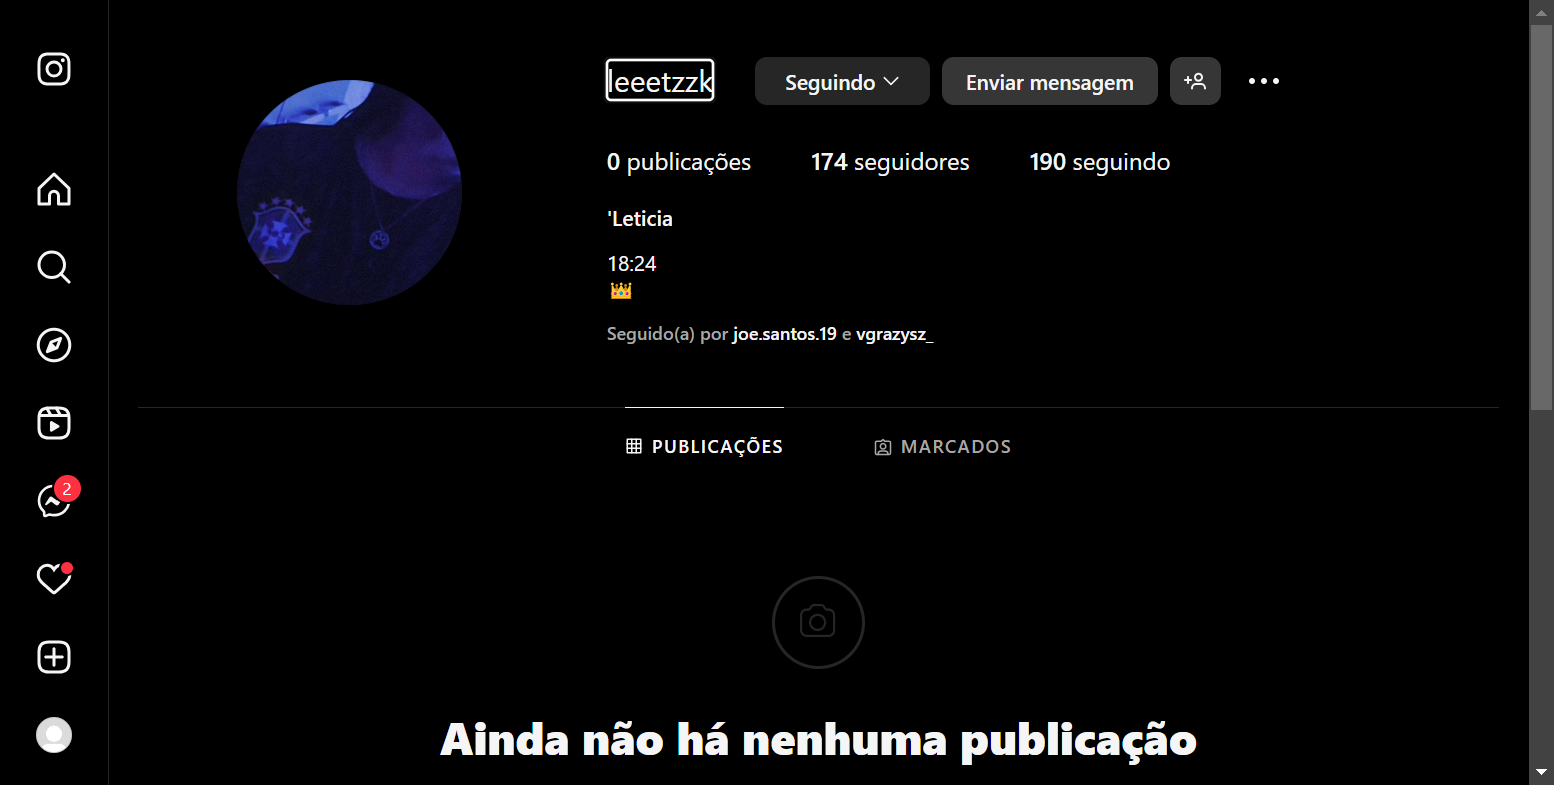 leeetzzk
Seguindo
Enviar mensagem
0 publicações
174 seguidores
190 seguindo
'Leticia
18:24
👑
Seguido(a) por joe.santos.19 e vgrazysz_
PUBLICAÇÕES
MARCADOS
2
Ainda não há nenhuma publicação